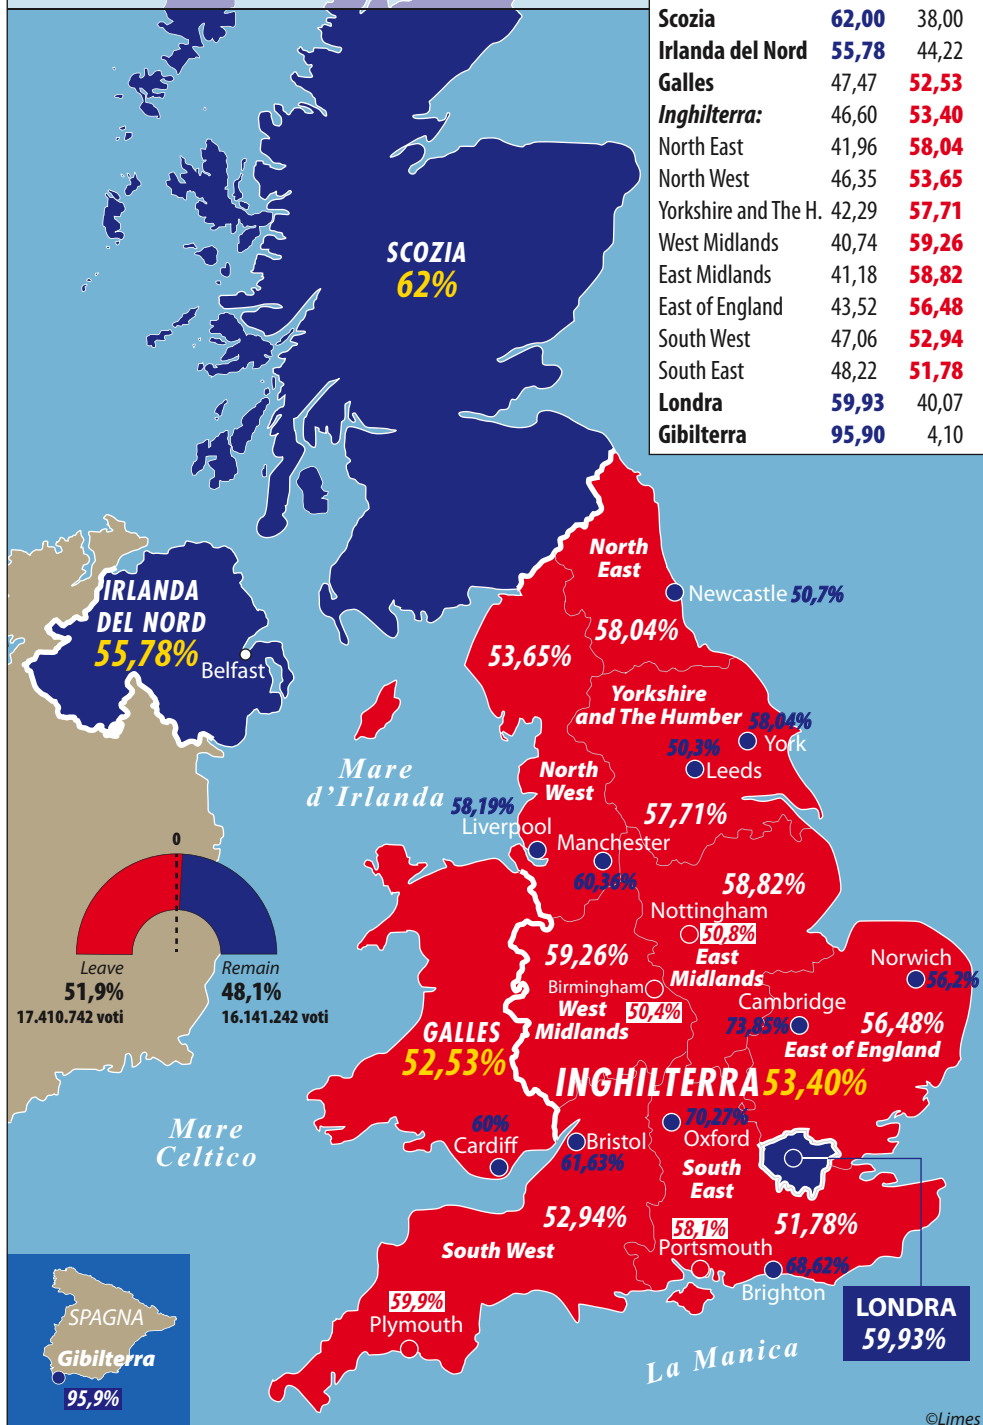 Scozia 62,00 38,00
Irlanda del Nord 55,78 44,22
Galles 47,47 52,53
Inghilterra: 46,60 53,40
North East 41,96 58,04
North West 46,35 53,65
Yorkshire and The H. 42,29 57,71
West Midlands 40,74 59,26
East Midlands 41,18 58,82
East of England 43,52 56,48
South West 47,06 52,94
South East 48,22 51,78
Londra 59,93 40,07
Gibilterra 95,90 4,10
SCOZIA
62%
North
East
Newcastle 50,7%
58,04%
53,65%
IRLANDA
DEL NORD
55,78%
Belfast
Yorkshire
and The Humber
58,04%
York
50,3%
Leeds
57,71%
Mare
d'Irlanda
North
West
58,19%
Liverpool
Manchester
60,36%
0
Leave
51,9%
17.410.742 voti
Remain
48,1%
16.141.242 voti
58,82%
Nottingham
50,8%
East
Midlands
59,26%
Birmingham
50,4%
West
Midlands
Norwich
56,2%
Cambridge
73,85%
56,48%
East of England
GALLES
52,53%
INGHILTERRA 53,40%
Mare
Celtico
60%
Cardiff
Bristol
61,63%
70,27%
Oxford
South
East
52,94%
South West
51,78%
58,1%
Portsmouth
68,62%
Brighton
59,9%
Plymouth
LONDRA
59,93%
La Manica
SPAGNA
Gibilterra
95,9%
©Limes